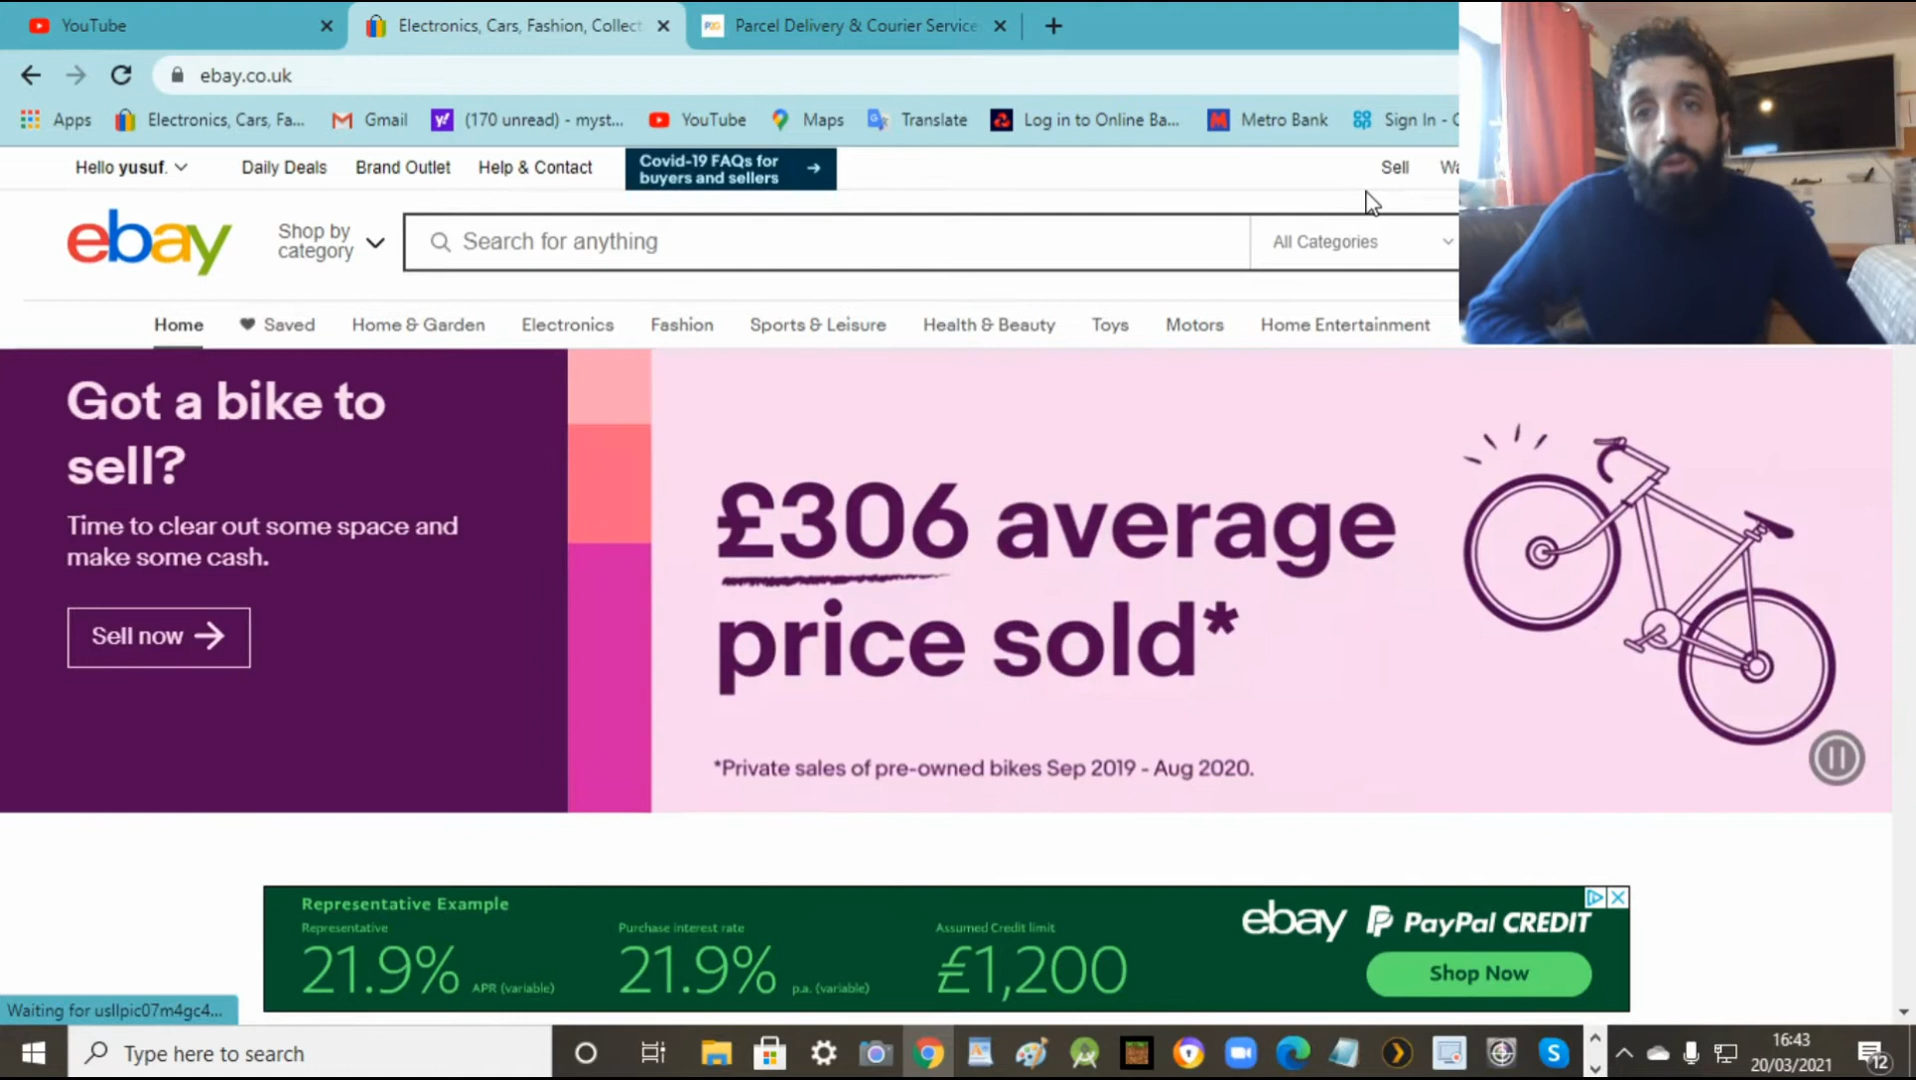 YouTube
Electronics, Cars, Fashion, Collect
Parcel Delivery & Courier Service
ebay.co.uk
Apps
Electronics, Cars, Fa...
Gmail
(170 unread) - myst...
YouTube
Maps
Translate
Log in to Online Ba...
Metro Bank
Sign In - C
Hello yusuf.
Daily Deals
Brand Outlet
Help & Contact
Covid-19 FAQs for
buyers and sellers
Sell
Wa
ebay
Shop by
category
Search for anything
All Categories
Home
Saved
Home & Garden
Electronics
Fashion
Sports & Leisure
Health & Beauty
Toys
Motors
Home Entertainment
Got a bike to
sell?
Time to clear out some space and
make some cash.
Sell now
£306 average
price sold*
*Private sales of pre-owned bikes Sep 2019 - Aug 2020.
Representative Example
Representative
21.9% APR (variable)
Purchase interest rate
21.9% p.a. (variable)
Assumed Credit limit
£1,200
ebay PayPal CREDIT
Shop Now
Waiting for usllpic07m4gc4...
Type here to search
16:43
20/03/2021
12